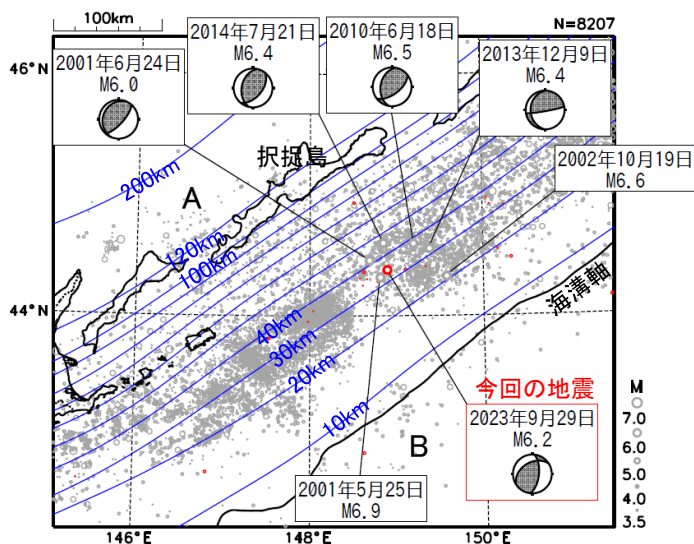 100km
N=8207
46°N
44°N
2001年6月24日
M6.0
2014年7月21日
M6.4
2010年6月18日
M6.5
2013年12月9日
M6.4
2002年10月19日
M6.6
択捉島
200km
A
120km
100km
40km
30km
20km
10km
海溝軸
B
今回の地震
2023年9月29日
M6.2
2001年5月25日
M6.9
M
7.0
6.0
5.0
4.0
3.5
146°E
148°E
150°E